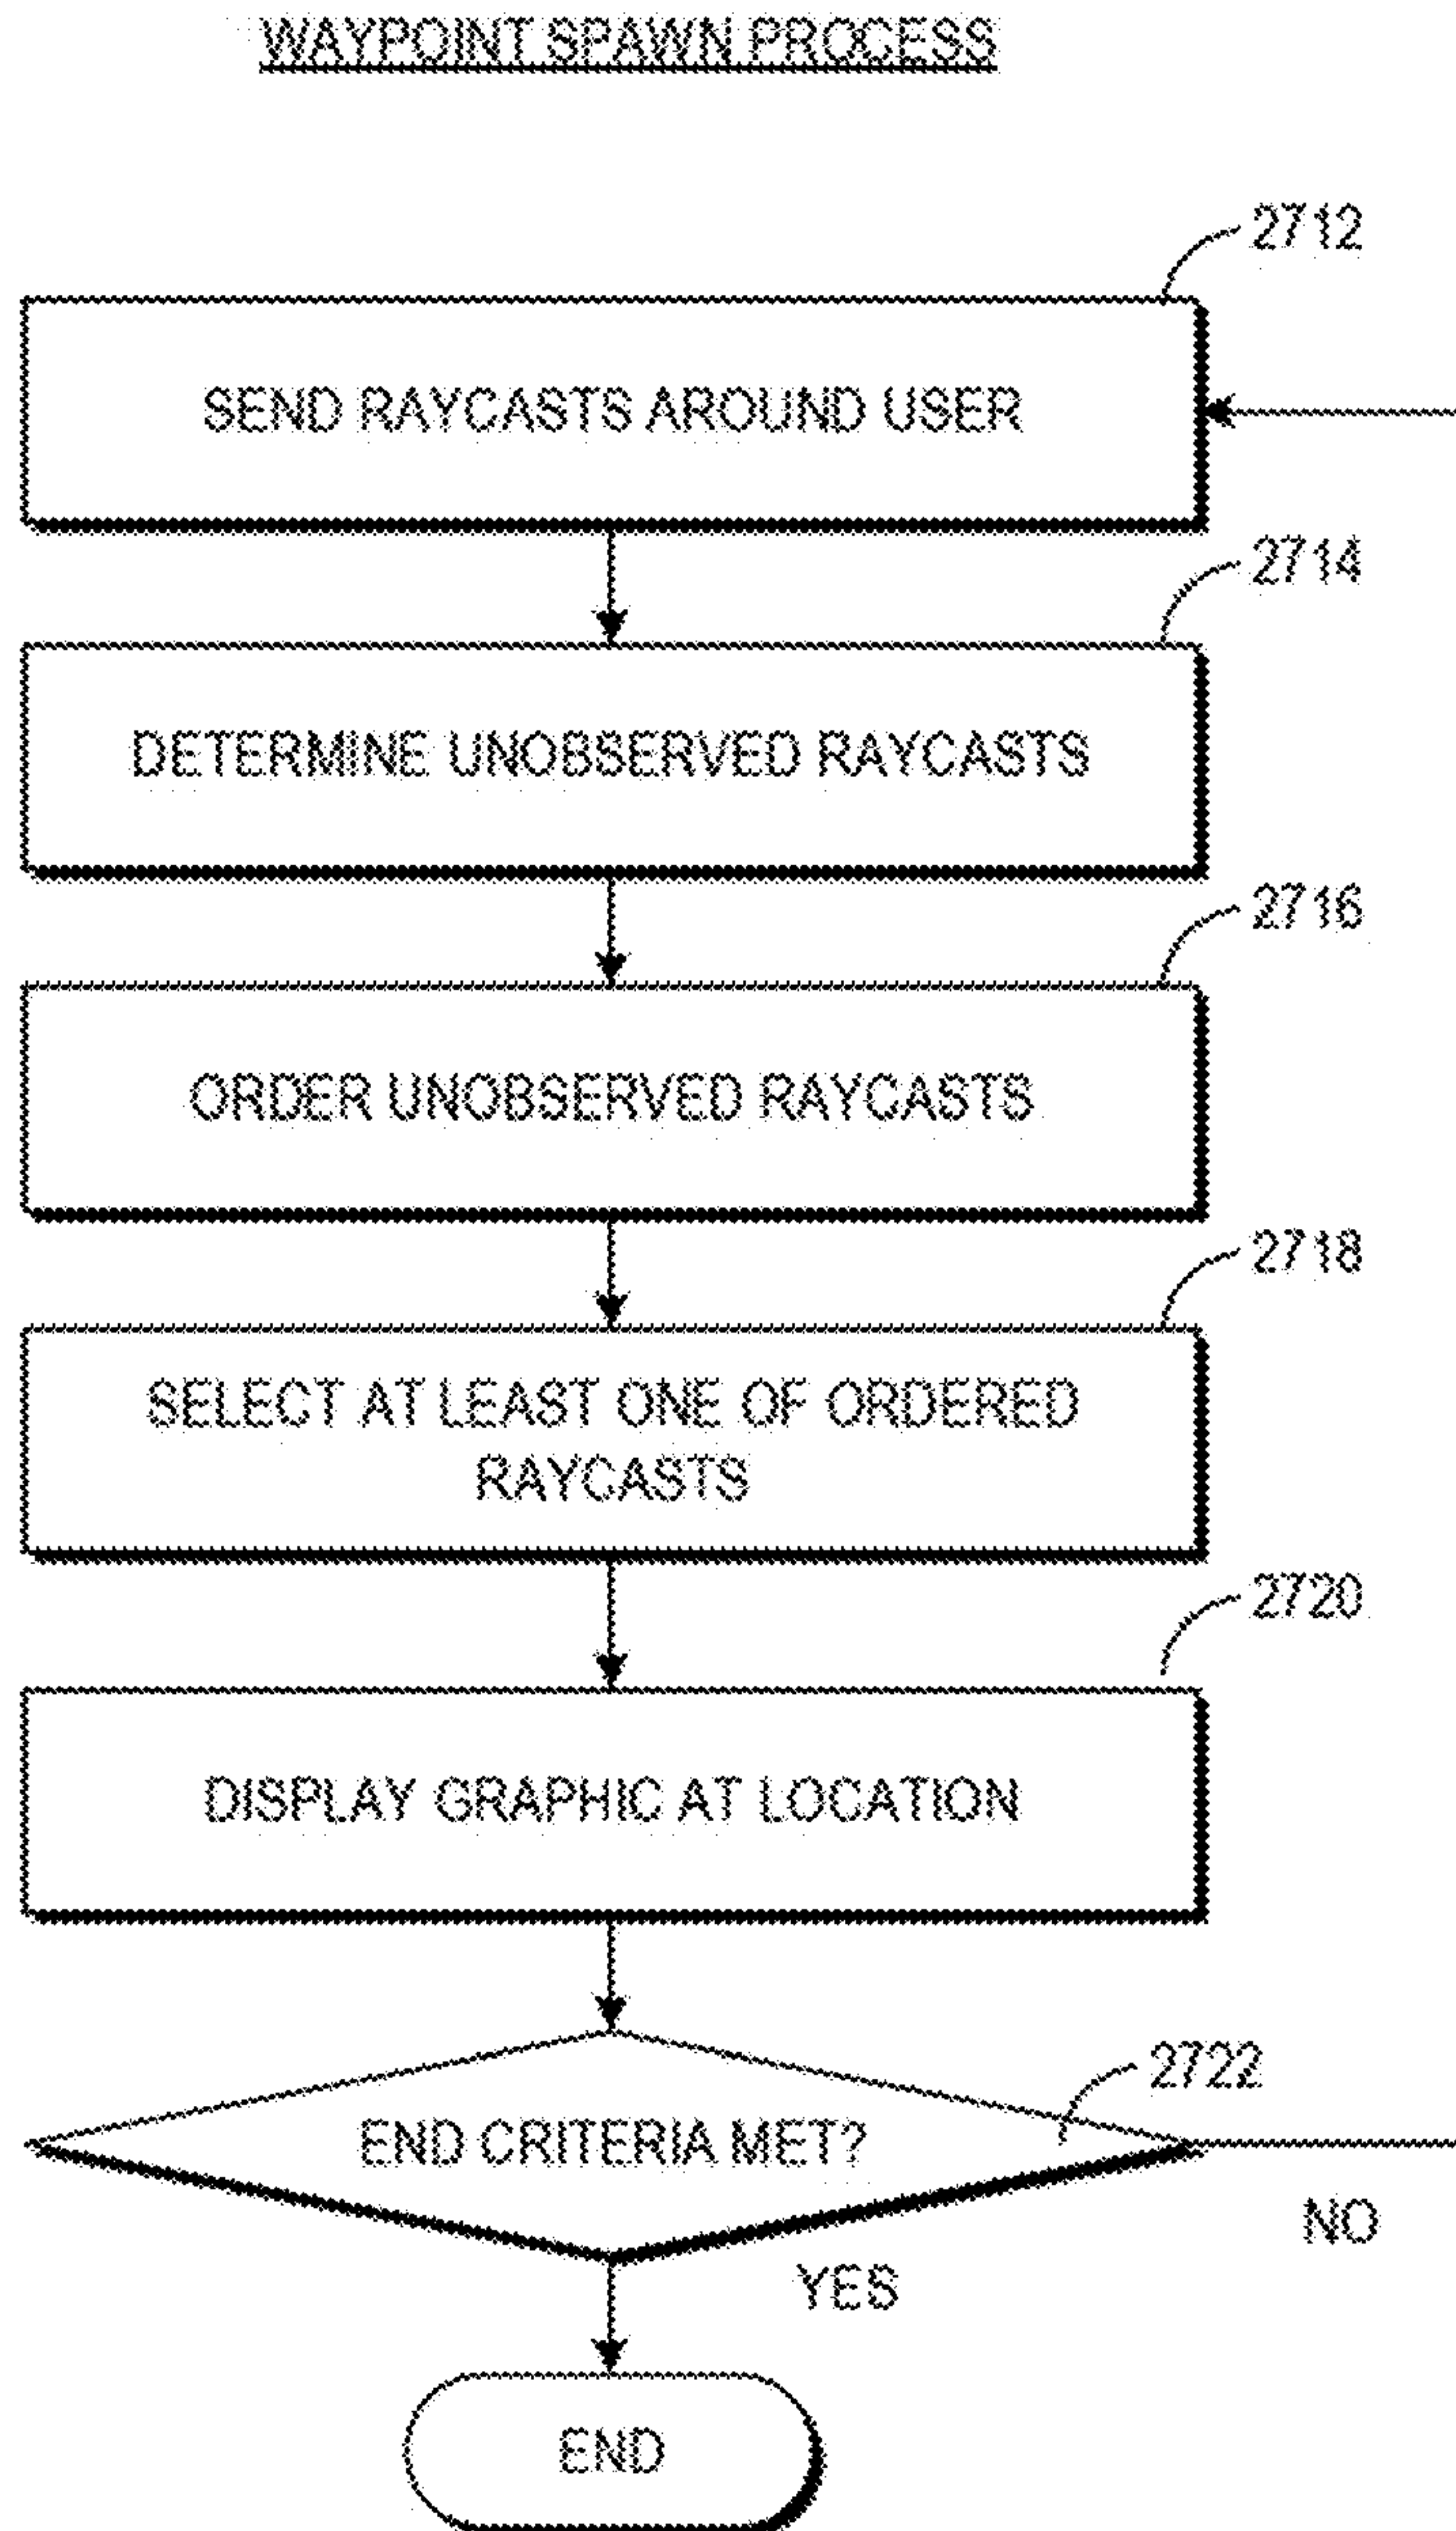 WAYPOINT SPAWN PROCESS
2712
SEND RAYCASTS AROUND USER
2714
DETERMINE UNOBSERVED RAYCASTS
2716
ORDER UNOBSERVED RAYCASTS
2718
SELECT AT LEAST ONE OF ORDERED
RAYCASTS
2720
DISPLAY GRAPHIC AT LOCATION
2722
END CRITERIA MET?
NO
YES
END